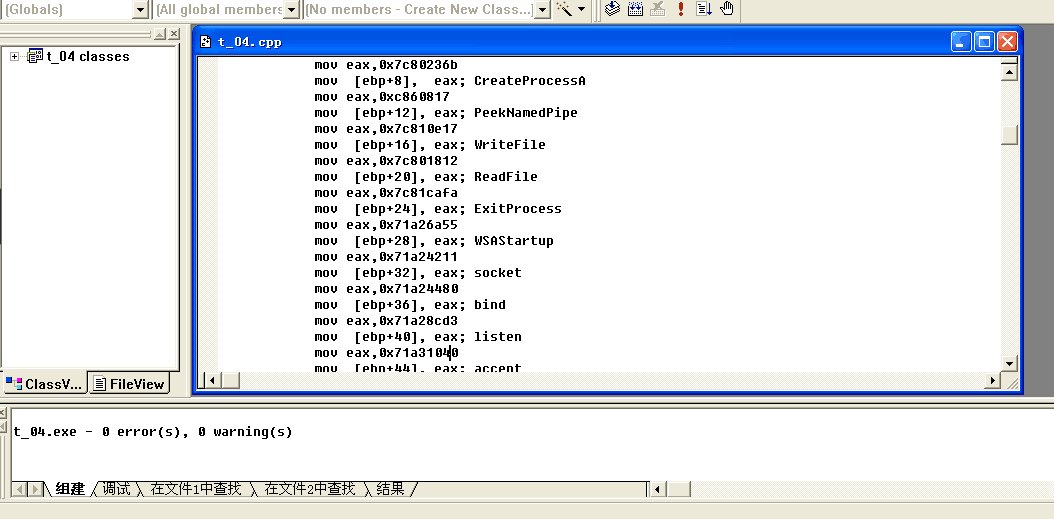 (Globals) (All global members (No members - Create New Class...)
t_04 classes
t_04.cpp
mov eax,0x7c80236b
mov [ebp+8], eax; CreateProcessA
mov eax,0xc860817
mov [ebp+12], eax; PeekNamedPipe
mov eax,0x7c810e17
mov [ebp+16], eax; WriteFile
mov eax,0x7c801812
mov [ebp+20], eax; ReadFile
mov eax,0x7c81cafa
mov [ebp+24], eax; ExitProcess
mov eax,0x71a26a55
mov [ebp+28], eax; WSAStartup
mov eax,0x71a24211
mov [ebp+32], eax; socket
mov eax,0x71a24480
mov [ebp+36], eax; bind
mov eax,0x71a28cd3
mov [ebp+40], eax; listen
mov eax,0x71a31040
mov [ebp+44], eax; accept
ClassV... FileView
t_04.exe - 0 error(s), 0 warning(s)
组建 调试 在文件1中查找 在文件2中查找 结果